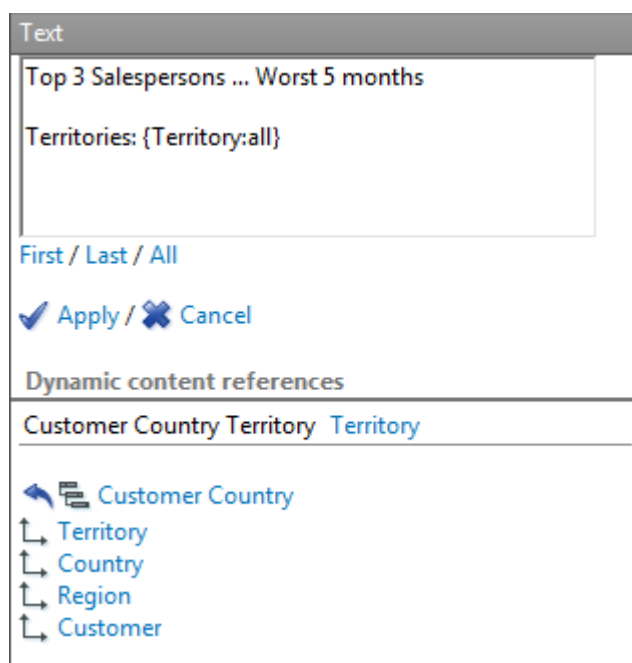 Text
Top 3 Salespersons ... Worst 5 months
Territories: {Territory:all}
First / Last / All
Apply / Cancel
Dynamic content references
Customer Country Territory Territory
Customer Country
Territory
Country
Region
Customer